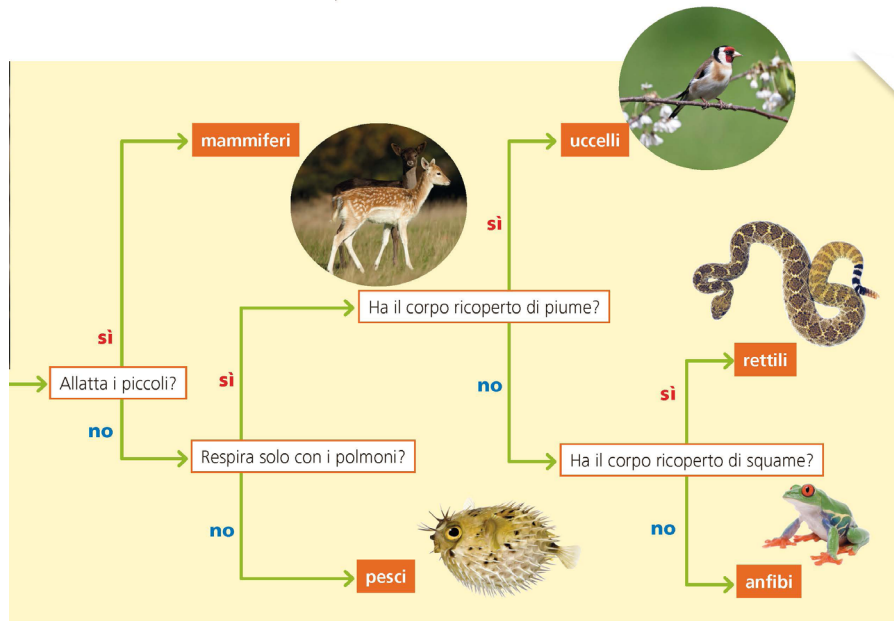 mammiferi
uccelli
sì
Ha il corpo ricoperto di piume?
sì
rettili
Allatta i piccoli?
sì
no
sì
no
Respira solo con i polmoni?
Ha il corpo ricoperto di squame?
no
no
pesci
anfibi